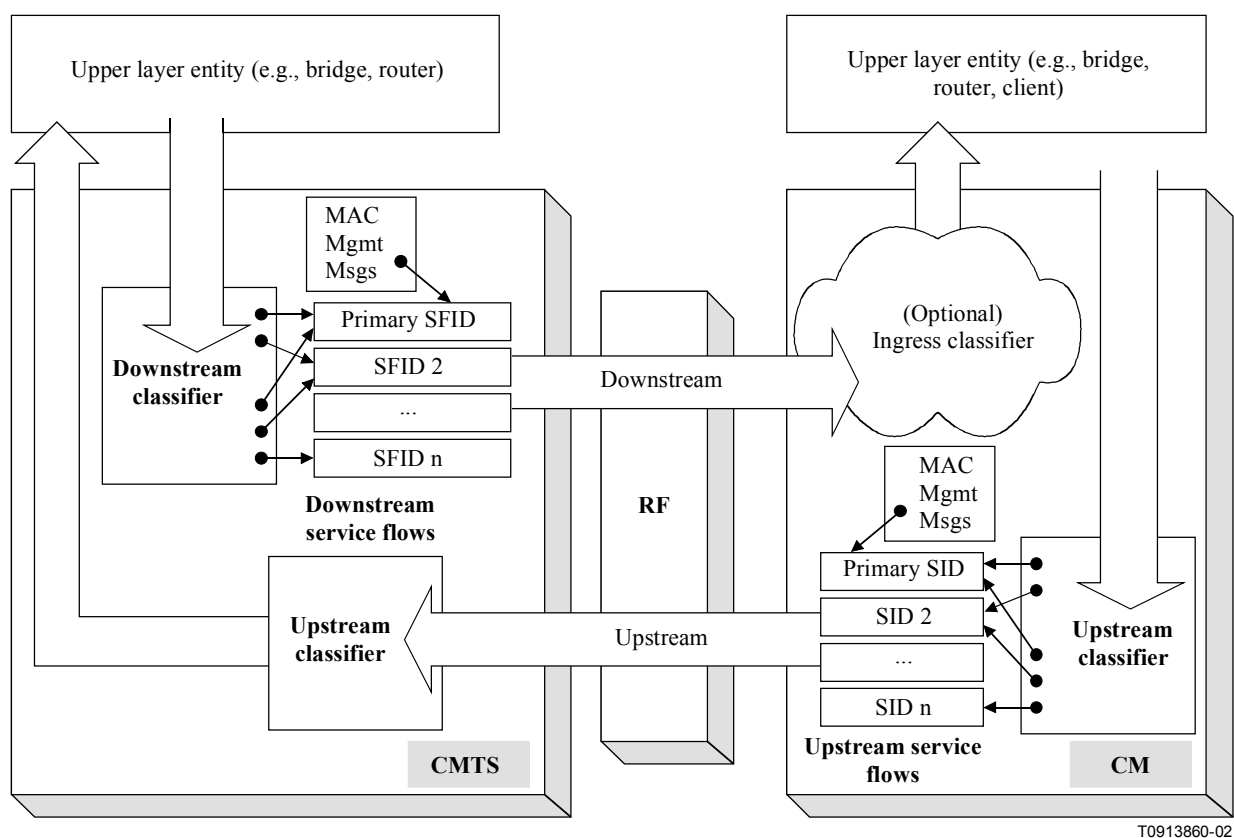 Upper layer entity (e.g., bridge, router)
Upper layer entity (e.g., bridge,
router, client)
MAC
Mgmt
Msgs
Primary SFID
SFID 2
...
SFID n
Downstream
classifier
Downstream
service flows
Downstream
(Optional)
Ingress classifier
RF
MAC
Mgmt
Msgs
Primary SID
SID 2
...
SID n
Upstream
classifier
Upstream
Upstream
classifier
Upstream service
flows
CMTS
CM
T0913860-02